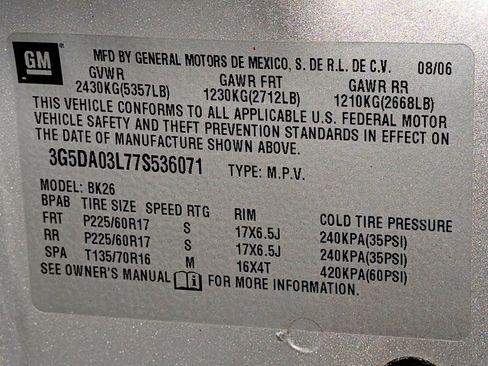 GM
MFD BY GENERAL MOTORS DE MEXICO, S. DE R.L. DE C.V. 08/06
GVWR GAWR FRT GAWR RR
2430KG(5357LB) 1230KG(2712LB) 1210KG(2668LB)
THIS VEHICLE CONFORMS TO ALL APPLICABLE U.S. FEDERAL MOTOR
VEHICLE SAFETY AND THEFT PREVENTION STANDARDS IN EFFECT ON
THE DATE OF MANUFACTURE SHOWN ABOVE.
3G5DA03L77S536071 TYPE: M.P.V.
MODEL: BK26
BPAB TIRE SIZE SPEED RTG RIM COLD TIRE PRESSURE
FRT P225/60R17 S 17X6.5J 240KPA(35PSI)
RR P225/60R17 S 17X6.5J 240KPA(35PSI)
SPA T135/70R16 M 16X4T 420KPA(60PSI)
SEE OWNER'S MANUAL FOR MORE INFORMATION.